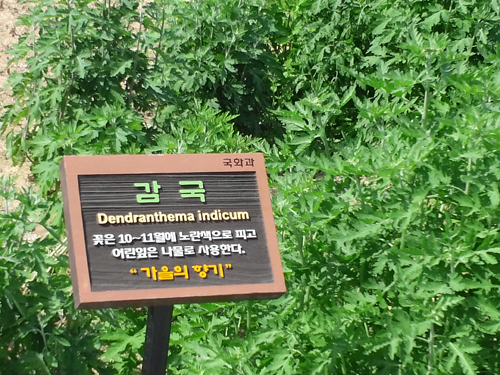 국화과
감국
Dendranthema indicum
꽃은 10~11월에 노란색으로 피고
어린잎은 나물로 사용한다.
"가을의 향기"